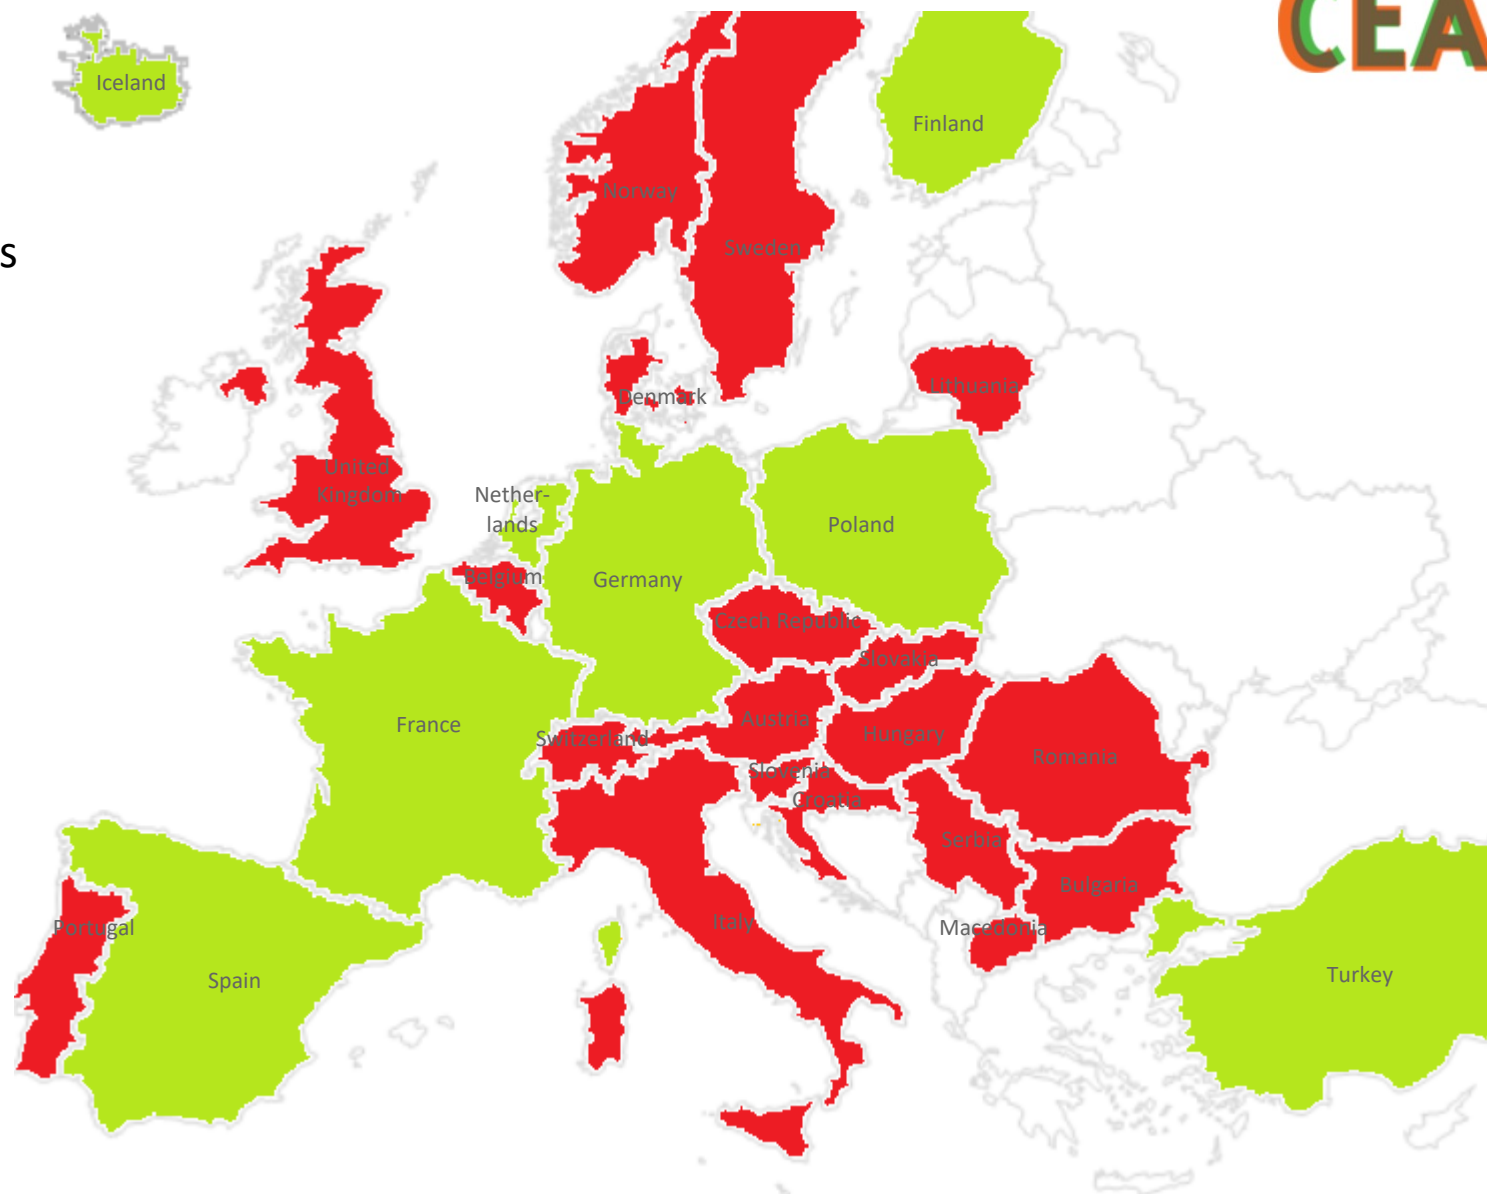 CEA
Iceland
Finland
Norway
s
Sweden
Denmark
Lithuania
United
Kingdom
Nether-
lands
Poland
Belgium
Germany
Czech Republic
Slovakia
France
Austria
Switzerland
Hungary
Romania
Slovenia
Croatia
Serbia
Bulgaria
Portugal
Italy
Macedonia
Spain
Turkey